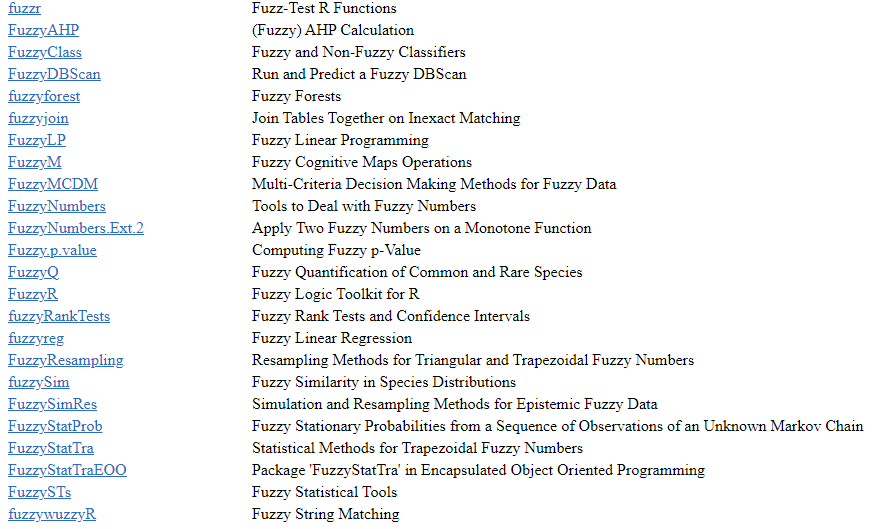 fuzzr Fuzz-Test R Functions
FuzzyAHP (Fuzzy) AHP Calculation
FuzzyClass Fuzzy and Non-Fuzzy Classifiers
FuzzyDBScan Run and Predict a Fuzzy DBScan
fuzzyforest Fuzzy Forests
fuzzyjoin Join Tables Together on Inexact Matching
FuzzyLP Fuzzy Linear Programming
FuzzyM Fuzzy Cognitive Maps Operations
FuzzyMCDM Multi-Criteria Decision Making Methods for Fuzzy Data
FuzzyNumbers Tools to Deal with Fuzzy Numbers
FuzzyNumbers.Ext.2 Apply Two Fuzzy Numbers on a Monotone Function
Fuzzy.p.value Computing Fuzzy p-Value
FuzzyQ Fuzzy Quantification of Common and Rare Species
FuzzyR Fuzzy Logic Toolkit for R
fuzzyRankTests Fuzzy Rank Tests and Confidence Intervals
fuzzyreg Fuzzy Linear Regression
FuzzyResampling Resampling Methods for Triangular and Trapezoidal Fuzzy Numbers
fuzzySim Fuzzy Similarity in Species Distributions
FuzzySimRes Simulation and Resampling Methods for Epistemic Fuzzy Data
FuzzyStatProb Fuzzy Stationary Probabilities from a Sequence of Observations of an Unknown Markov Chain
FuzzyStatTra Statistical Methods for Trapezoidal Fuzzy Numbers
FuzzyStatTraEOO Package 'FuzzyStatTra' in Encapsulated Object Oriented Programming
FuzzySTs Fuzzy Statistical Tools
fuzzywuzzyR Fuzzy String Matching